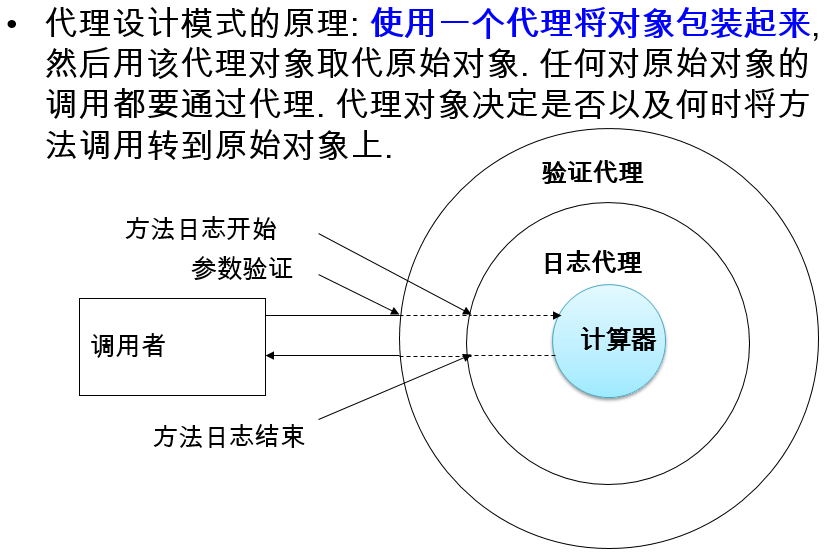 • 代理设计模式的原理: 使用一个代理将对象包装起来,
然后用该代理对象取代原始对象. 任何对原始对象的
调用都要通过代理. 代理对象决定是否以及何时将方
法调用转到原始对象上.
验证代理
方法日志开始
日志代理
参数验证
计算器
调用者
方法日志结束